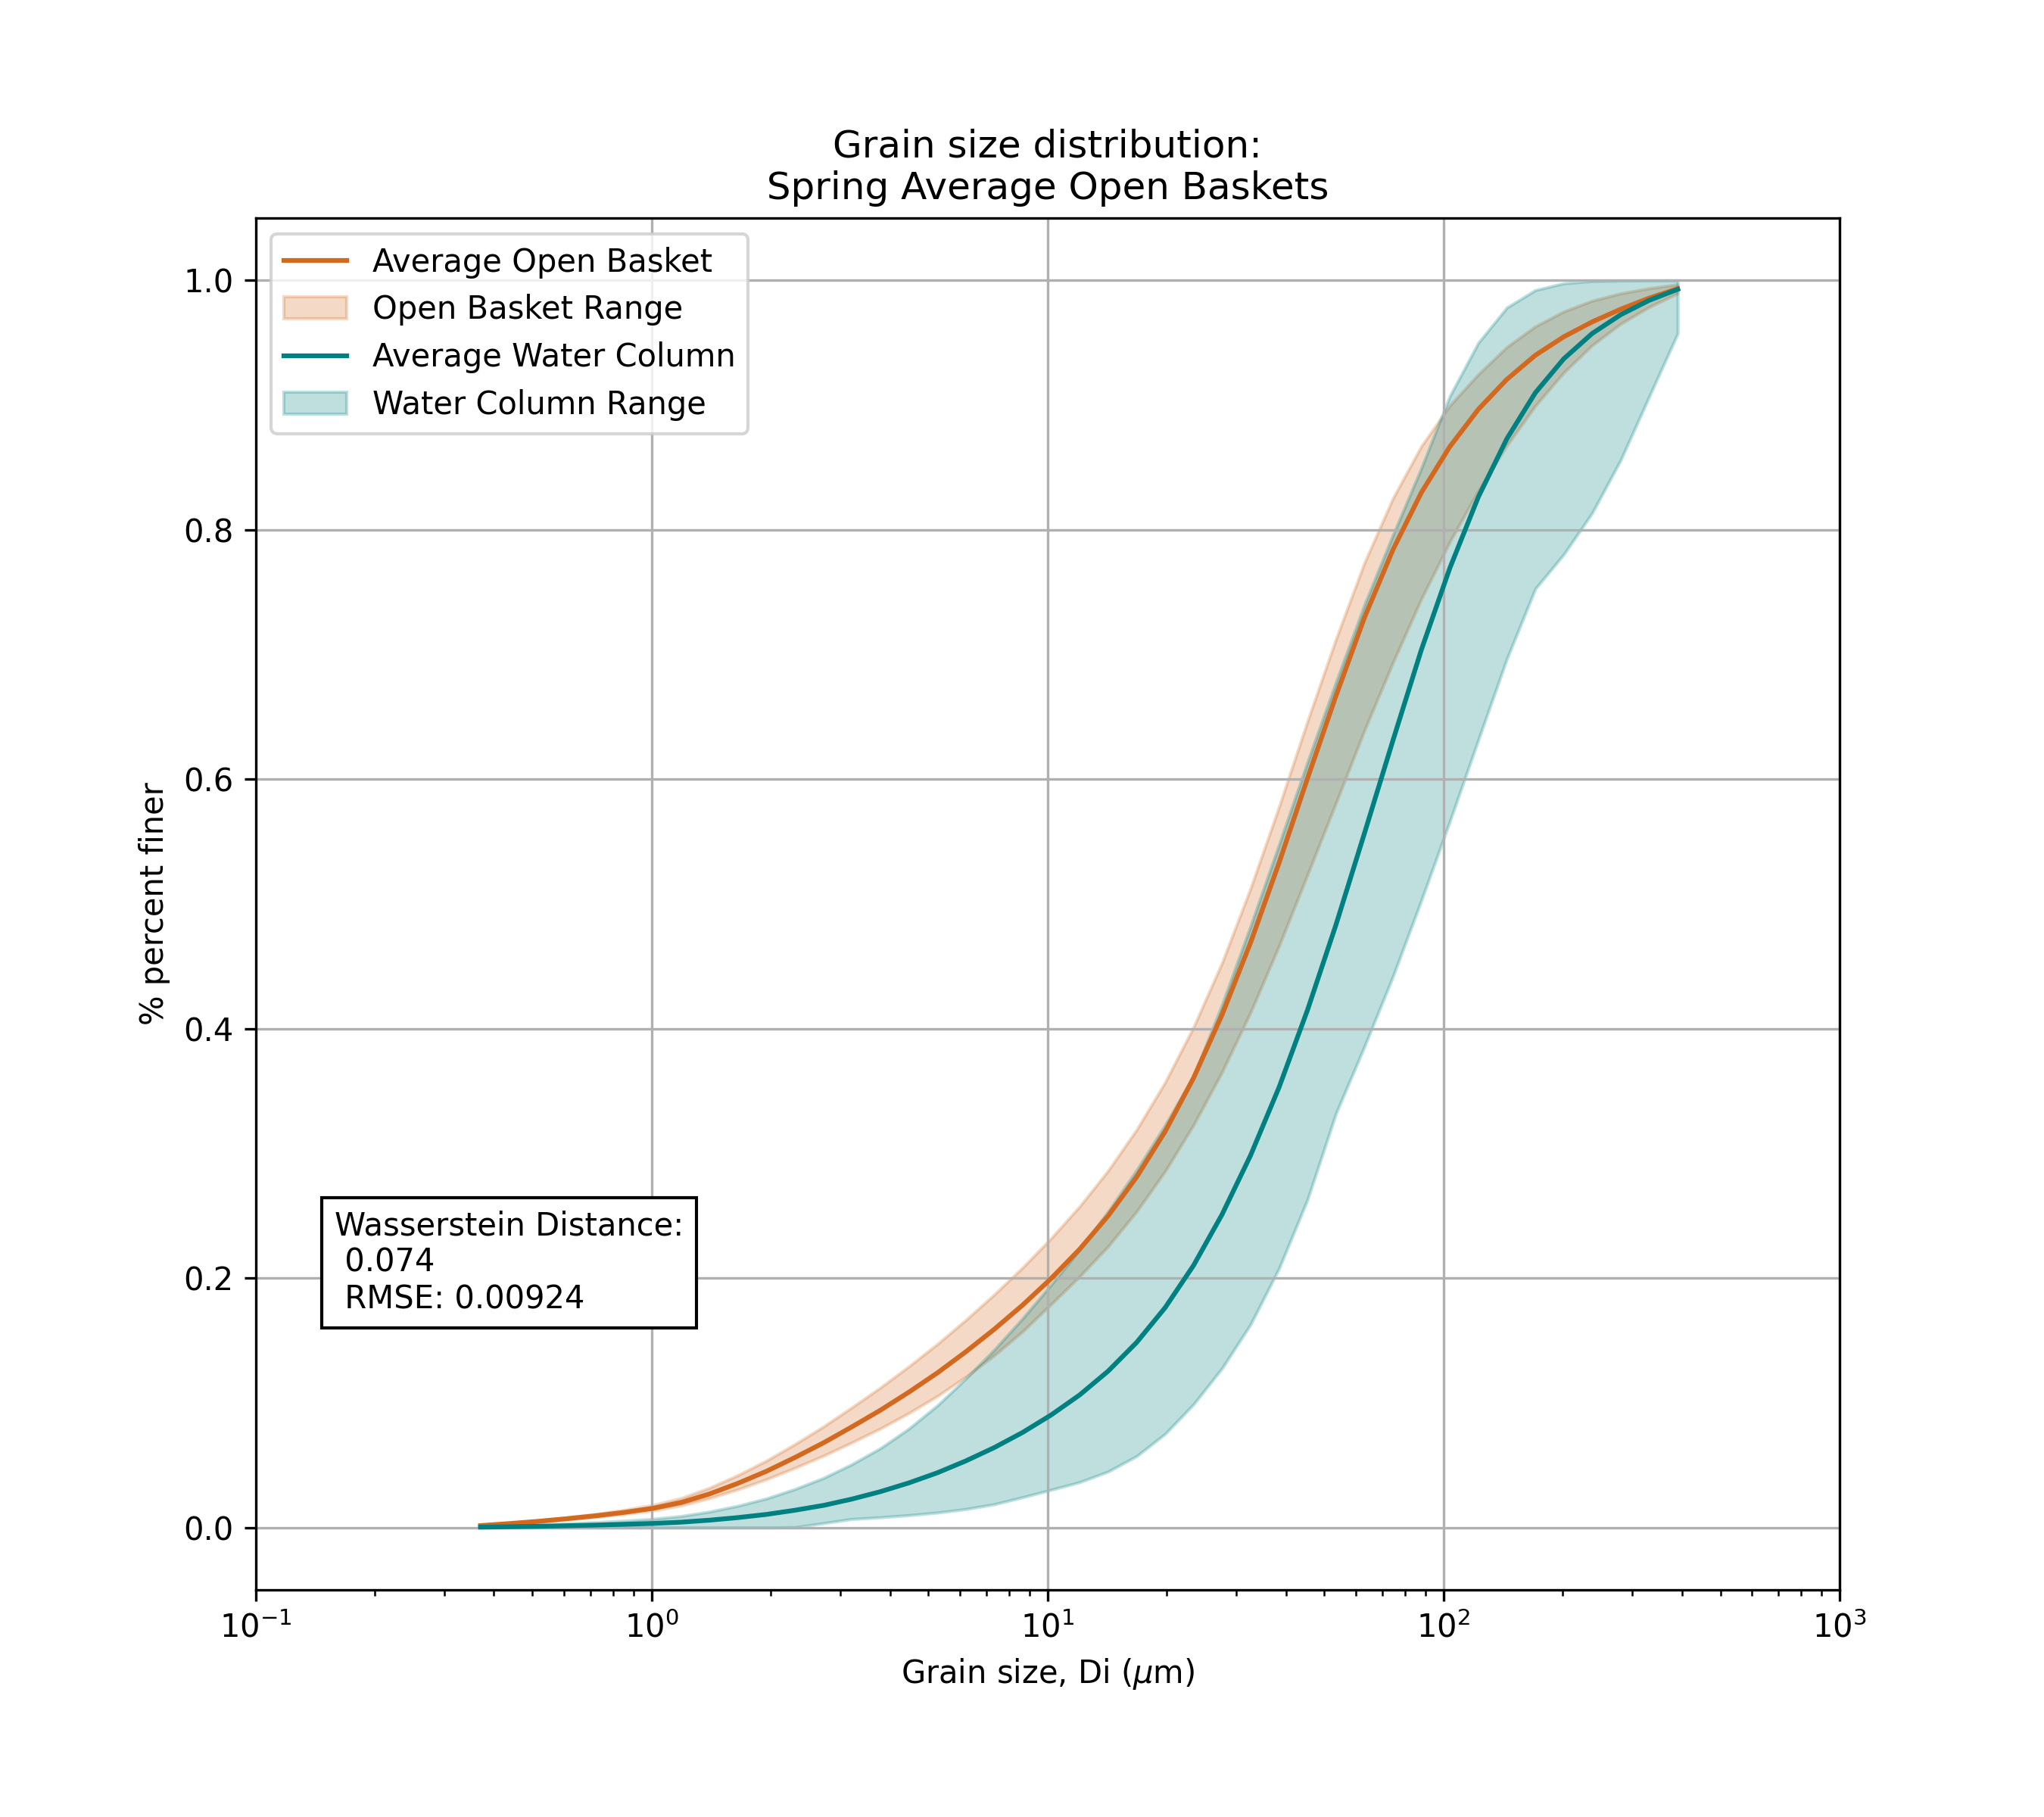 Grain size distribution:
Spring Average Open Baskets
Average Open Basket
Open Basket Range
Average Water Column
Water Column Range
1.0
0.8
0.6
0.4
0.2
0.0
% percent finer
Wasserstein Distance:
0.074
RMSE: 0.00924
10⁻¹ 10⁰ 10¹ 10² 10³
Grain size, Di (μm)